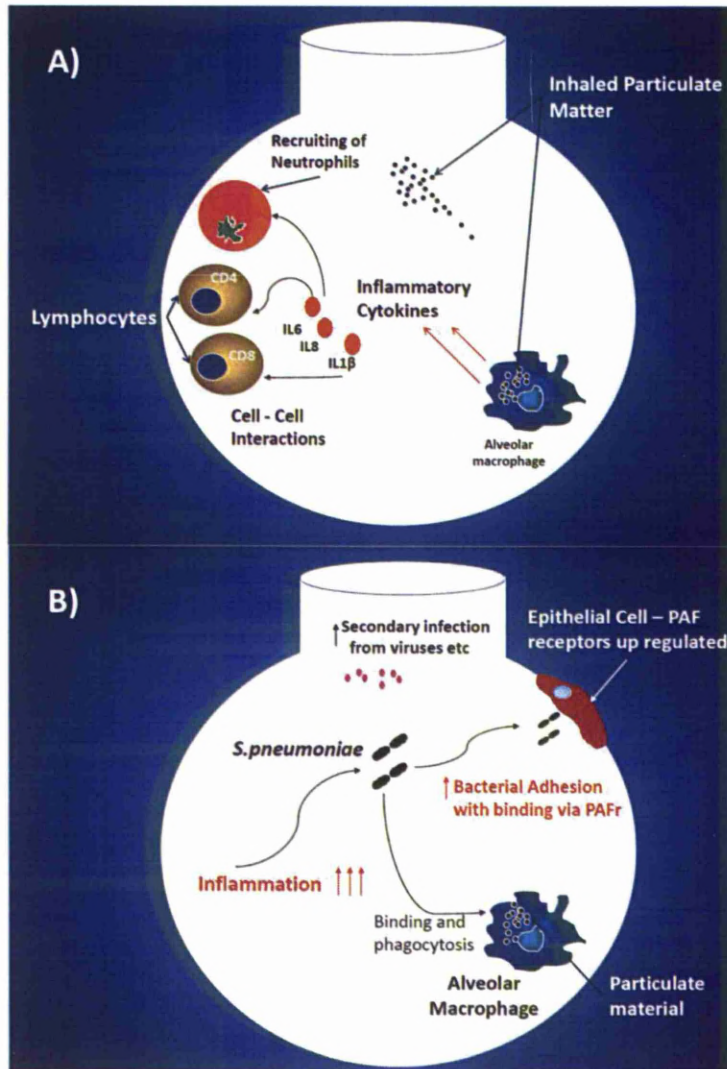 A)
Inhaled Particulate
Matter
Recruiting of
Neutrophils
CD4
Lymphocytes
CD8
Inflammatory
Cytokines
IL6
IL8
IL1β
Cell - Cell
Interactions
Alveolar
macrophage
B)
↑ Secondary infection
from viruses etc
Epithelial Cell – PAF
receptors up regulated
S.pneumoniae
↑ Bacterial Adhesion
with binding via PAFr
Inflammation ↑↑↑
Binding and
phagocytosis
Alveolar
Macrophage
Particulate
material